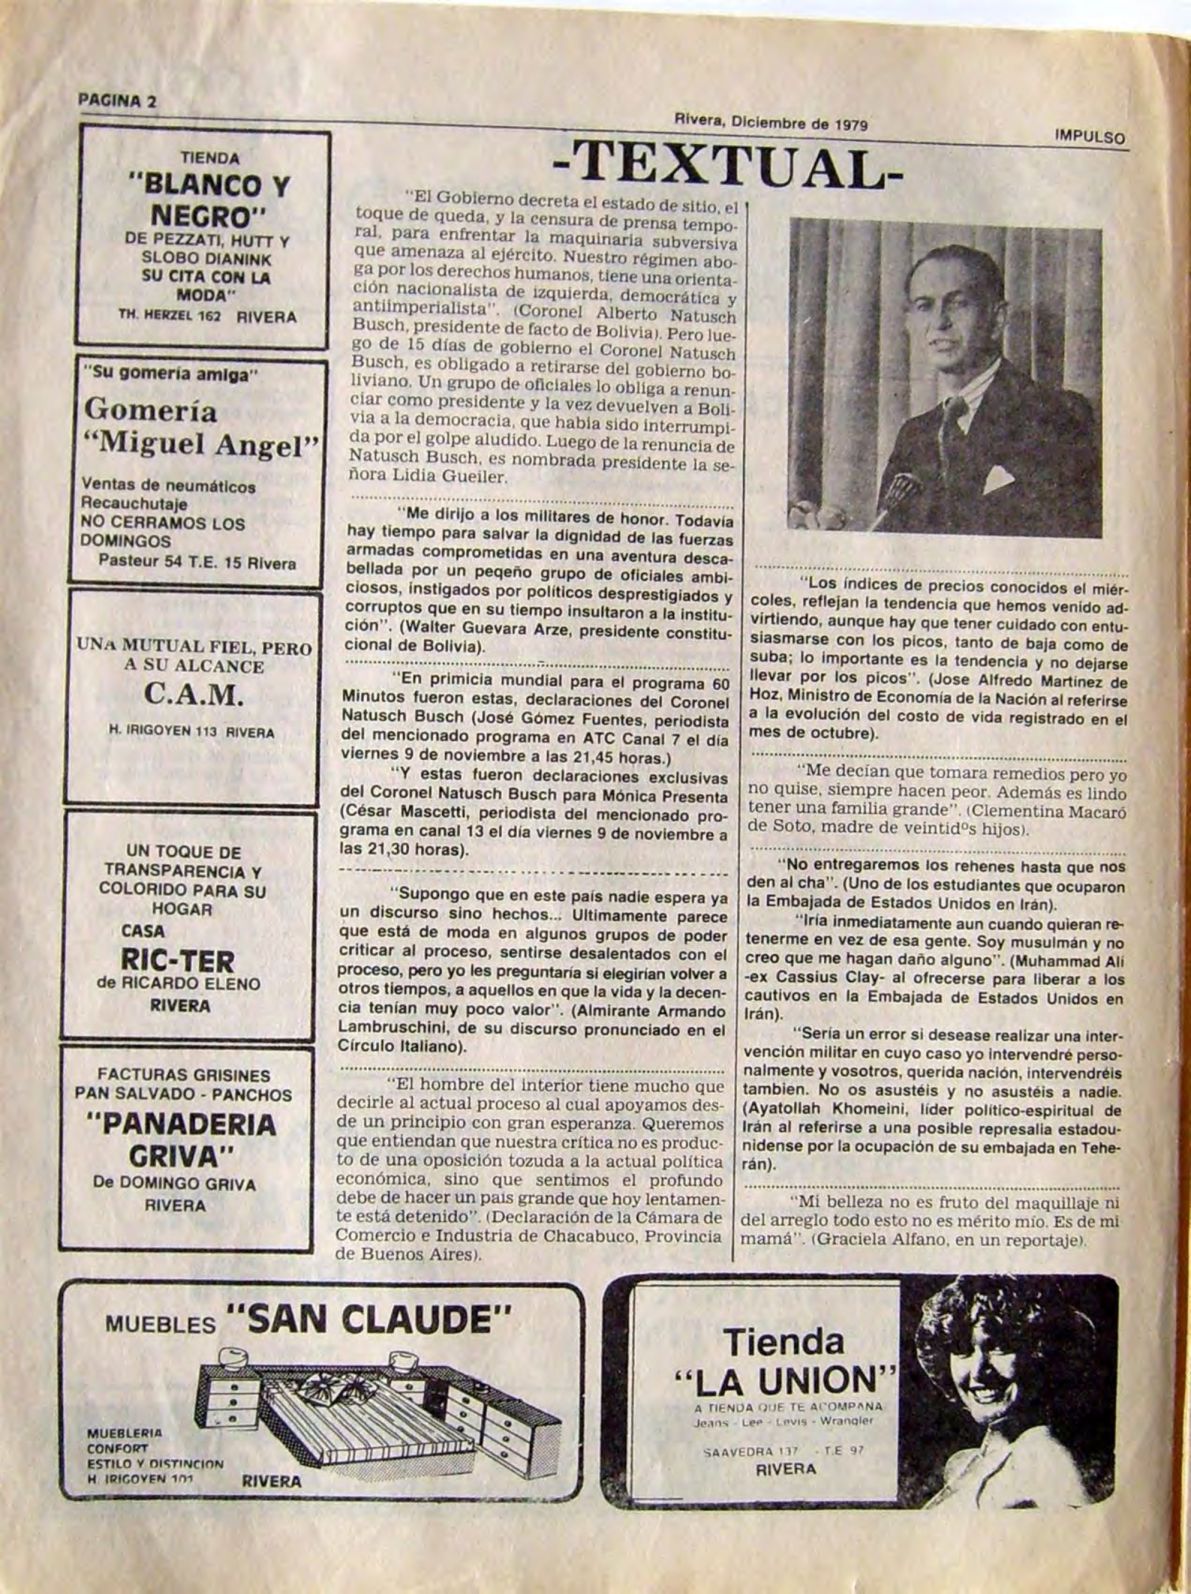 PAGINA 2
Rivera, Diciembre de 1979
IMPULSO
TIENDA
"BLANCO Y
NEGRO"
DE PEZZATI, HUTT Y
SLOBO DIANINK
SU CITA CON LA
MODA"
TH. HERZEL 162 RIVERA
"Su gomería amiga"
Gomería
"Miguel Angel"
Ventas de neumáticos
Recauchutaje
NO CERRAMOS LOS
DOMINGOS
Pasteur 54 T.E. 15 Rivera
UNA MUTUAL FIEL, PERO
A SU ALCANCE
C.A.M.
H. IRIGOYEN 113 RIVERA
UN TOQUE DE
TRANSPARENCIA Y
COLORIDO PARA SU
HOGAR
CASA
RIC-TER
de RICARDO ELENO
RIVERA
FACTURAS GRISINES
PAN SALVADO - PANCHOS
"PANADERIA
GRIVA"
De DOMINGO GRIVA
RIVERA
-TEXTUAL-
"El Gobierno decreta el estado de sitio, el
toque de queda, y la censura de prensa tempo-
ral, para enfrentar la maquinaria subversiva
que amenaza al ejército. Nuestro régimen abo-
ga por los derechos humanos, tiene una orienta-
ción nacionalista de izquierda, democrática y
antiimperialista". (Coronel Alberto Natusch
Busch, presidente de facto de Bolivia). Pero lue-
go de 15 días de gobierno el Coronel Natusch
Busch, es obligado a retirarse del gobierno bo-
liviano. Un grupo de oficiales lo obliga a renun-
ciar como presidente y la vez devuelven a Boli-
via a la democracia, que había sido interrumpi-
da por el golpe aludido. Luego de la renuncia de
Natusch Busch, es nombrada presidente la se-
ñora Lidia Gueiler.
"Me dirijo a los militares de honor. Todavía
hay tiempo para salvar la dignidad de las fuerzas
armadas comprometidas en una aventura desca-
bellada por un peqeño grupo de oficiales ambi-
ciosos, instigados por políticos desprestigiados y
corruptos que en su tiempo insultaron a la institu-
ción". (Walter Guevara Arze, presidente constitu-
cional de Bolivia).
"En primicia mundial para el programa 60
Minutos fueron estas, declaraciones del Coronel
Natusch Busch (José Gómez Fuentes, periodista
del mencionado programa en ATC Canal 7 el día
viernes 9 de noviembre a las 21,45 horas.)
"Y estas fueron declaraciones exclusivas
del Coronel Natusch Busch para Mónica Presenta
(César Mascetti, periodista del mencionado pro-
grama en canal 13 el día viernes 9 de noviembre a
las 21,30 horas).
"Supongo que en este país nadie espera ya
un discurso sino hechos... Ultimamente parece
que está de moda en algunos grupos de poder
criticar al proceso, sentirse desalentados con el
proceso, pero yo les preguntaría si elegirían volver a
otros tiempos, a aquellos en que la vida y la decen-
cia tenían muy poco valor". (Almirante Armando
Lambruschini, de su discurso pronunciado en el
Círculo Italiano).
"El hombre del interior tiene mucho que
decirle al actual proceso al cual apoyamos des-
de un principio con gran esperanza. Queremos
que entiendan que nuestra crítica no es produc-
to de una oposición tozuda a la actual política
económica, sino que sentimos el profundo
debe de hacer un país grande que hoy lentamen-
te está detenido". (Declaración de la Cámara de
Comercio e Industria de Chacabuco, Provincia
de Buenos Aires).
"Los índices de precios conocidos el miér-
coles, reflejan la tendencia que hemos venido ad-
virtiendo, aunque hay que tener cuidado con entu-
siasmarse con los picos, tanto de baja como de
suba; lo importante es la tendencia y no dejarse
llevar por los picos". (Jose Alfredo Martínez de
Hoz, Ministro de Economía de la Nación al referirse
a la evolución del costo de vida registrado en el
mes de octubre).
"Me decían que tomara remedios pero yo
no quise, siempre hacen peor. Además es lindo
tener una familia grande". (Clementina Macaró
de Soto, madre de veintidºs hijos).
"No entregaremos los rehenes hasta que nos
den al cha". (Uno de los estudiantes que ocuparon
la Embajada de Estados Unidos en Irán).
"Iría inmediatamente aun cuando quieran re-
tenerme en vez de esa gente. Soy musulmán y no
creo que me hagan daño alguno". (Muhammad Ali
-ex Cassius Clay- al ofrecerse para liberar a los
cautivos en la Embajada de Estados Unidos en
Irán).
"Sería un error si desease realizar una inter-
vención militar en cuyo caso yo intervendré perso-
nalmente y vosotros, querida nación, intervendréis
tambien. No os asustéis y no asustéis a nadie.
(Ayatollah Khomeini, líder político-espiritual de
Irán al referirse a una posible represalia estadou-
nidense por la ocupación de su embajada en Tehe-
rán).
"Mi belleza no es fruto del maquillaje ni
del arreglo todo esto no es mérito mío. Es de mi
mamá". (Graciela Alfano, en un reportaje).
MUEBLES "SAN CLAUDE"
MUEBLERIA
CONFORT
ESTILO Y DISTINCION
H IRIGOYEN 101 RIVERA
Tienda
"LA UNION"
A TIENDA QUE TE ACOMPAÑA
Jeans - Lee - Levis - Wrangler
SAAVEDRA 137 - T.E 97
RIVERA